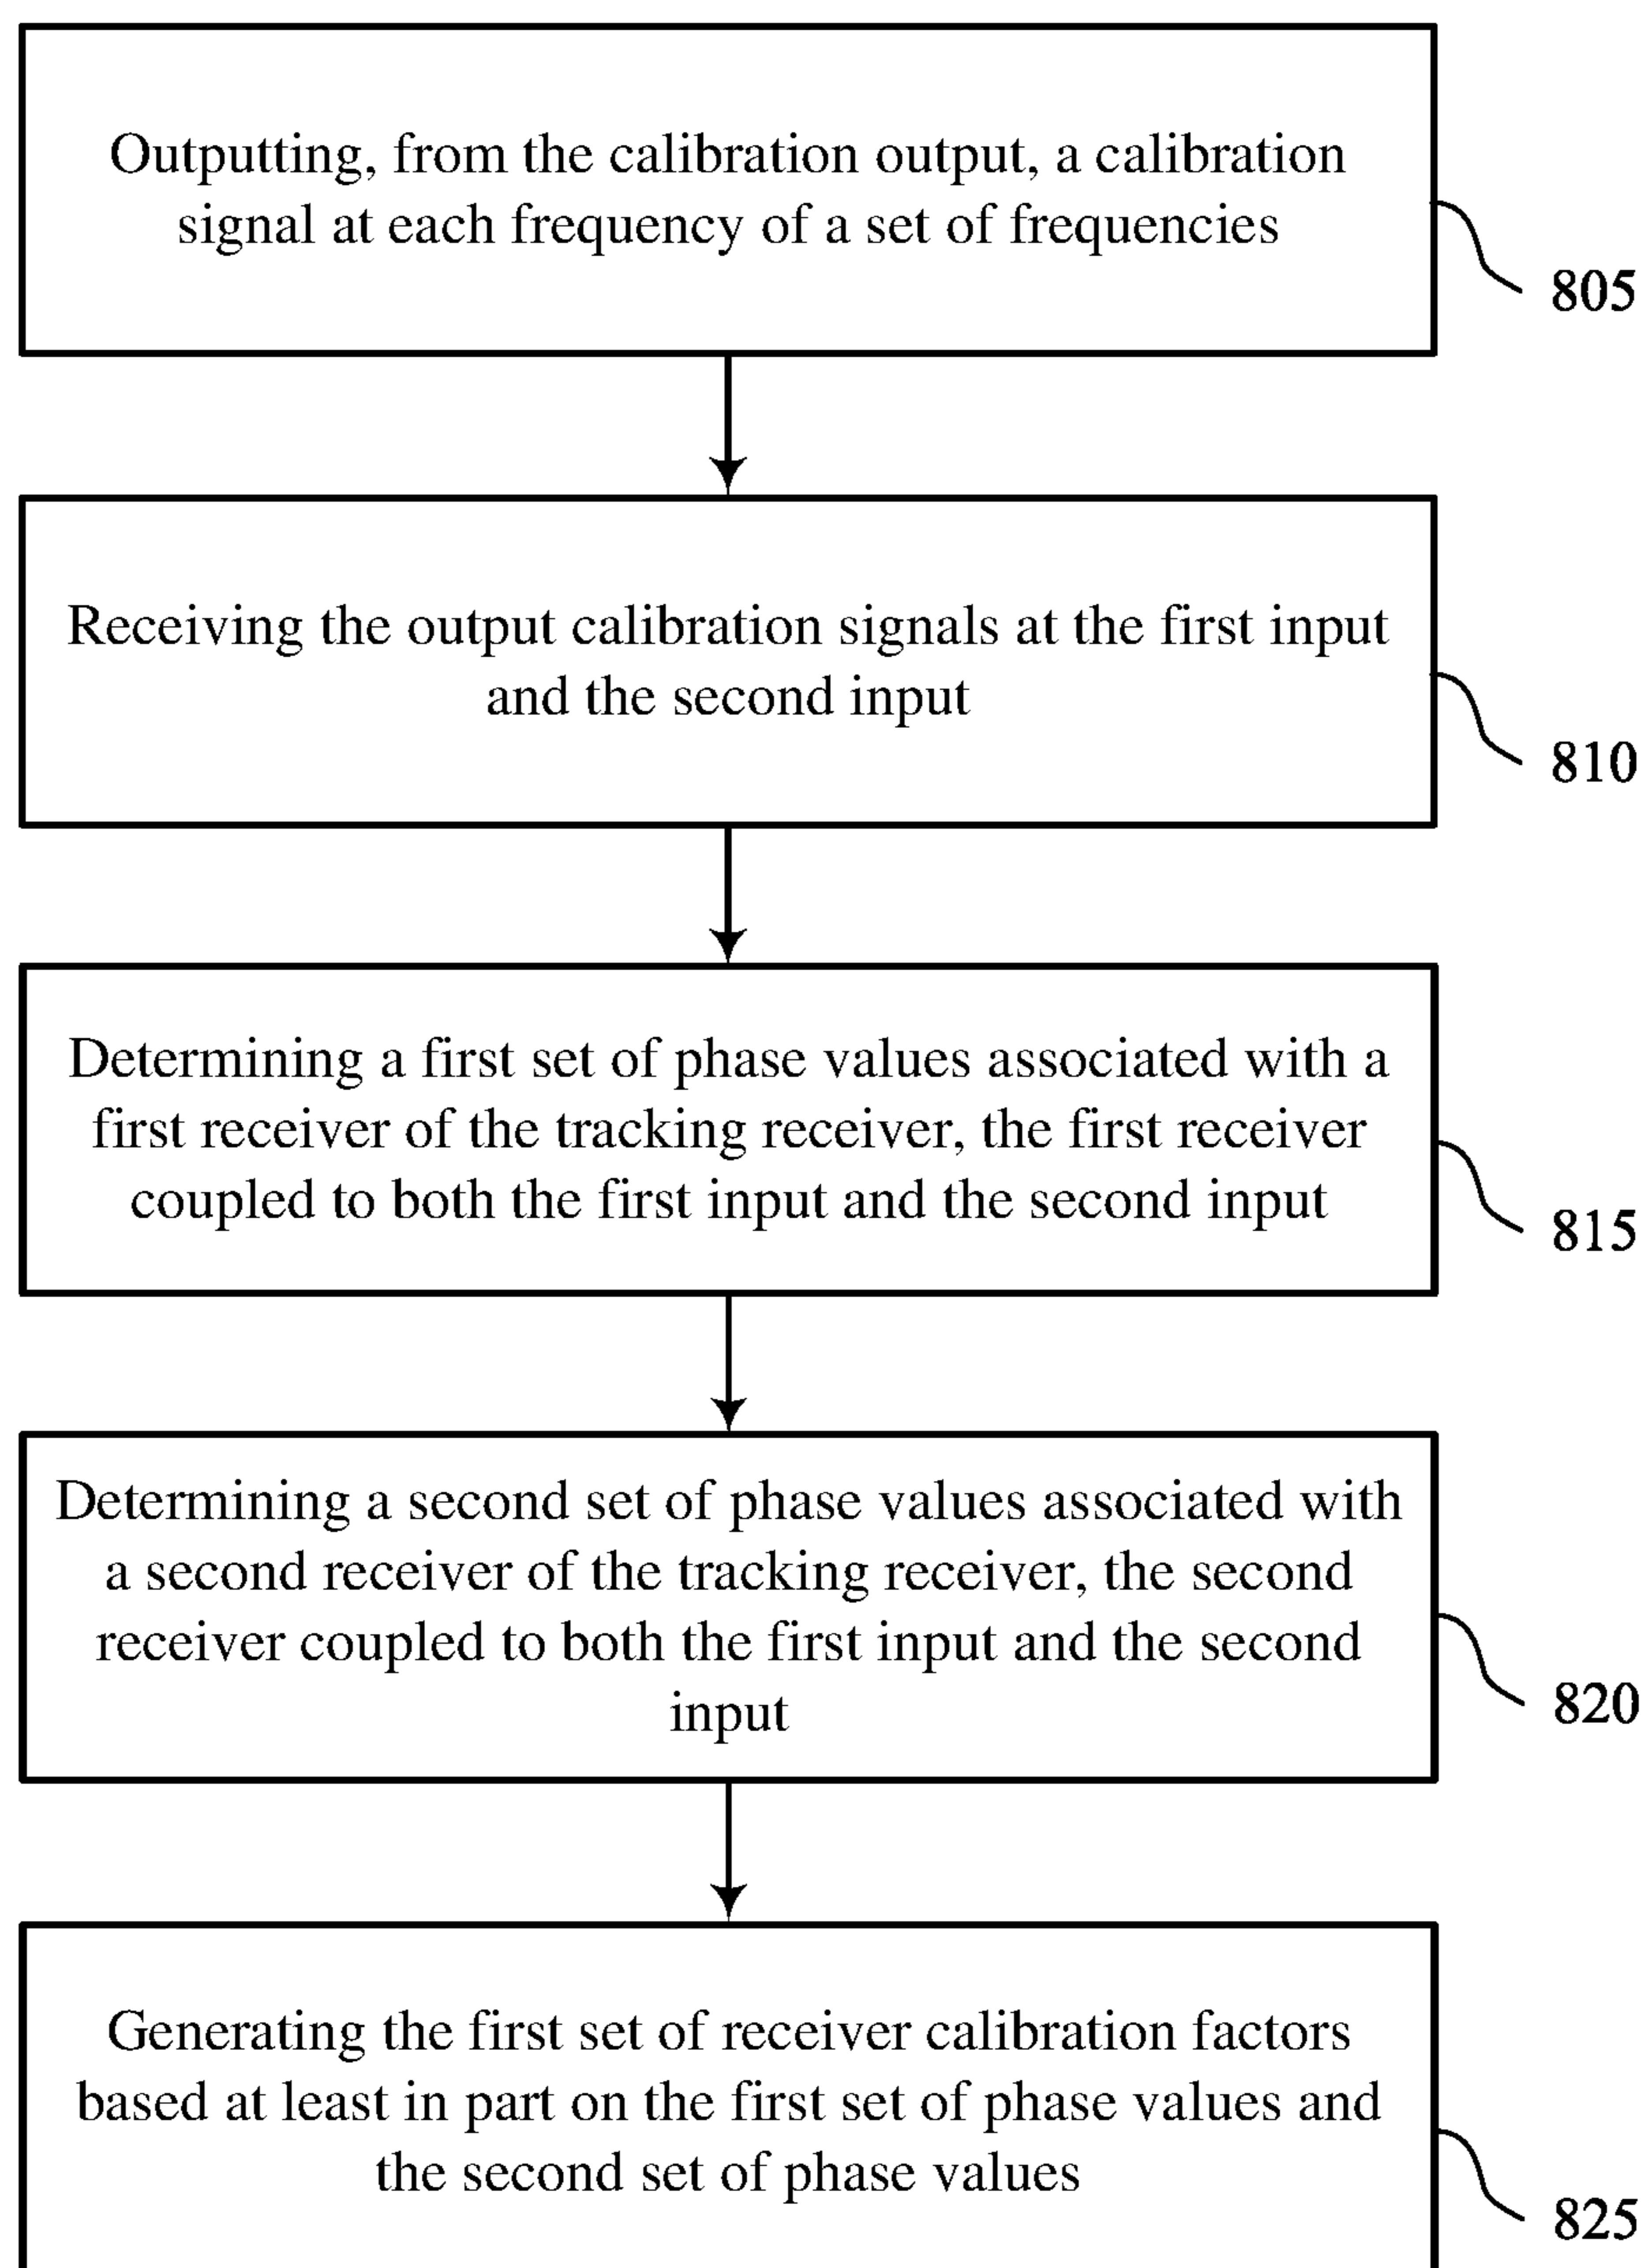 Outputting, from the calibration output, a calibration
signal at each frequency of a set of frequencies
805
Receiving the output calibration signals at the first input
and the second input
810
Determining a first set of phase values associated with a
first receiver of the tracking receiver, the first receiver
coupled to both the first input and the second input
815
Determining a second set of phase values associated with
a second receiver of the tracking receiver, the second
receiver coupled to both the first input and the second
input
820
Generating the first set of receiver calibration factors
based at least in part on the first set of phase values and
the second set of phase values
825